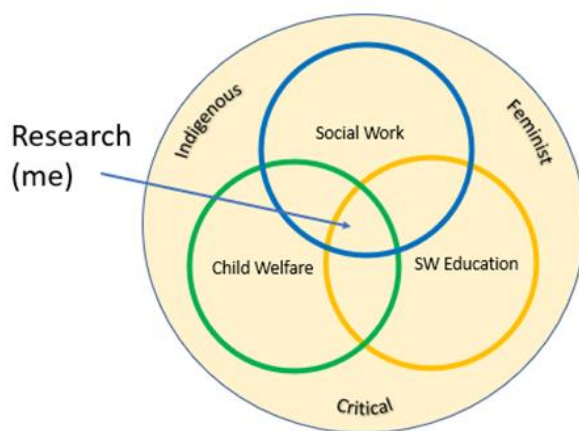 Indigenous
Feminist
Social Work
Research
(me)
Child Welfare
SW Education
Critical